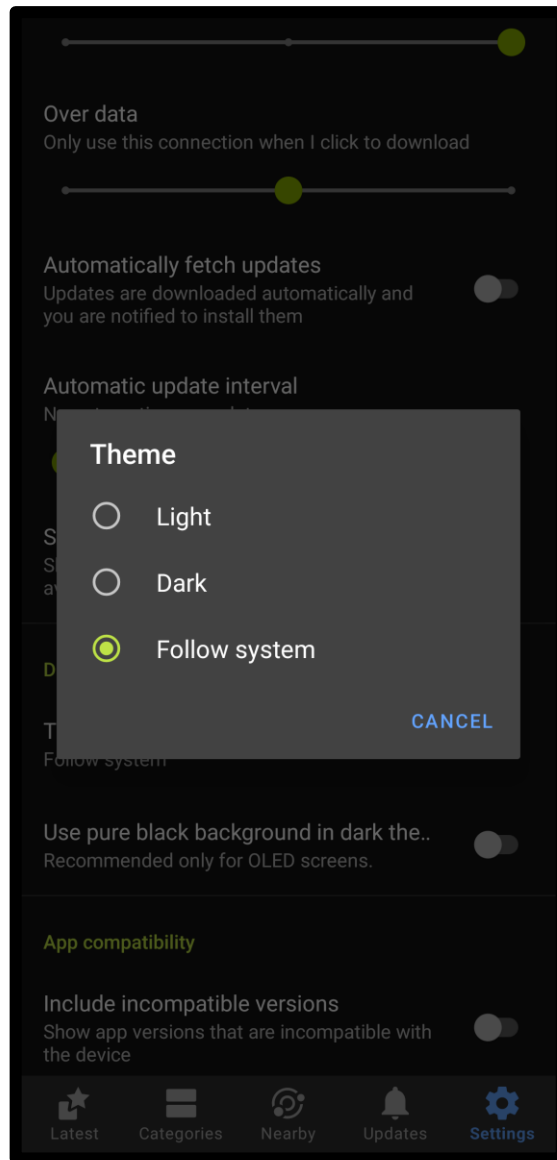 Over data
Only use this connection when I click to download
Automatically fetch updates
Updates are downloaded automatically and
you are notified to install them
Automatic update interval
Theme
Light
Dark
Follow system
CANCEL
Follow system
Use pure black background in dark the..
Recommended only for OLED screens.
App compatibility
Include incompatible versions
Show app versions that are incompatible with
the device
Latest
Categories
Nearby
Updates
Settings